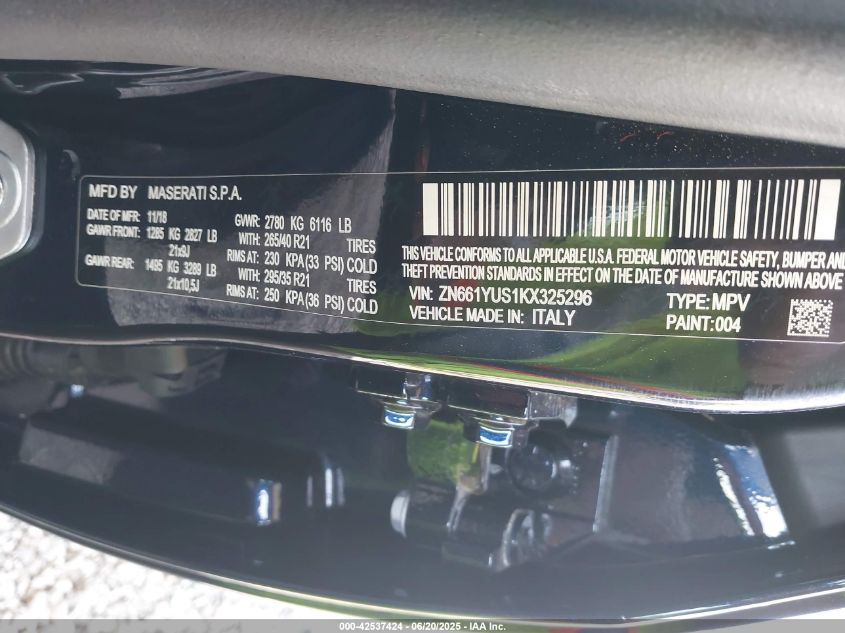 MFD BY MASERATI S.P.A.
DATE OF MFR: 11/18 GVWR: 2780 KG 6116 LB
GAWR FRONT: 1285 KG 2827 LB WITH 265/40 R21 TIRES
21x9J RIMS AT: 230 KPA (33 PSI) COLD
GAWR REAR: 1495 KG 3289 LB WITH 295/35 R21 TIRES
21x10,5J RIMS AT: 250 KPA (36 PSI) COLD
THIS VEHICLE CONFORMS TO ALL APPLICABLE U.S.A. FEDERAL MOTOR VEHICLE SAFETY, BUMPER AND
THEFT PREVENTION STANDARDS IN EFFECT ON THE DATE OF MANUFACTURE SHOWN ABOVE
VIN: ZN661YUS1KX325296 TYPE: MPV
VEHICLE MADE IN: ITALY PAINT: 004
000-42537424 - 06/20/2025 - IAA Inc.